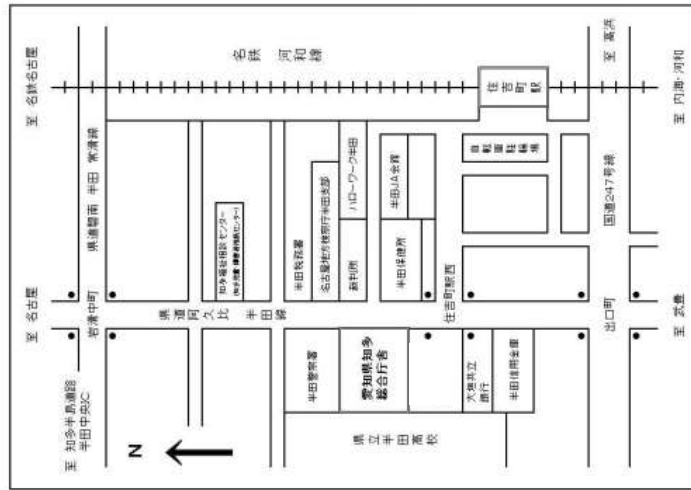 至 名鉄名古屋
名鉄 河和線
至 高浜
住吉町駅
至 内海・河和
県道碧南 半田 常滑線
知多福祉相談センター
半田税務署
名古屋地方検察庁半田支部
ハローワーク半田
裁判所
半田JA会館
半田保健所
自転車駐輪場
国道247号線
至 名古屋
岩滑中町
県道阿久比 半田線
住吉町駅西
出口町
至 武豊
至 知多半島道路
半田中央IC
半田警察署
愛知県知多
総合庁舎
大垣共立
銀行
半田信用金庫
県立半田高校
N